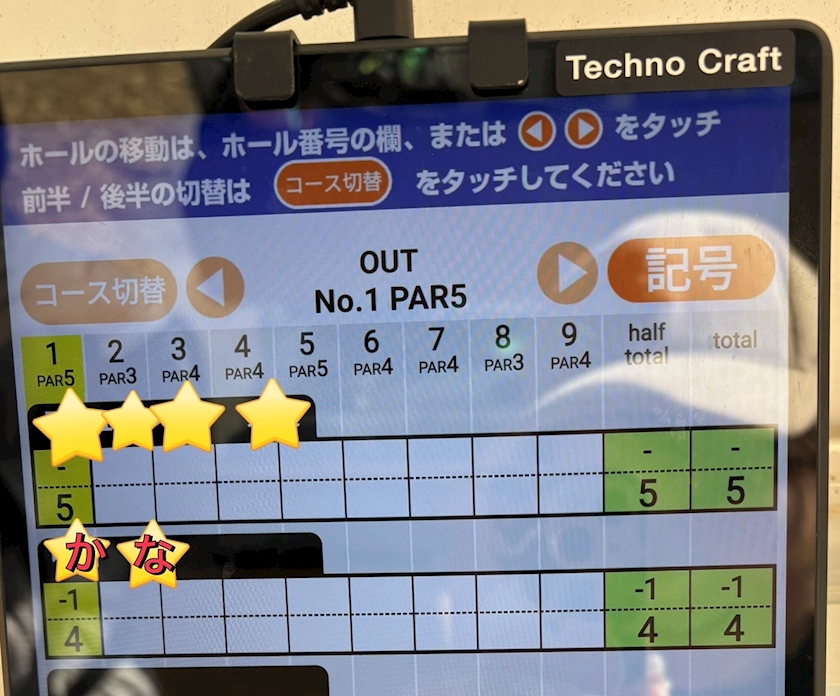 Techno Craft
ホールの移動は、ホール番号の欄、または ◀ ▶ をタッチ
前半 / 後半の切替は コース切替 をタッチしてください
コース切替 ◀ OUT ▶ 記号
No.1 PAR5
1 2 3 4 5 6 7 8 9 half total
PAR5 PAR3 PAR4 PAR4 PAR5 PAR4 PAR4 PAR3 PAR4 total
- - -
5 5 5
かな
-1 -1 -1
4 4 4